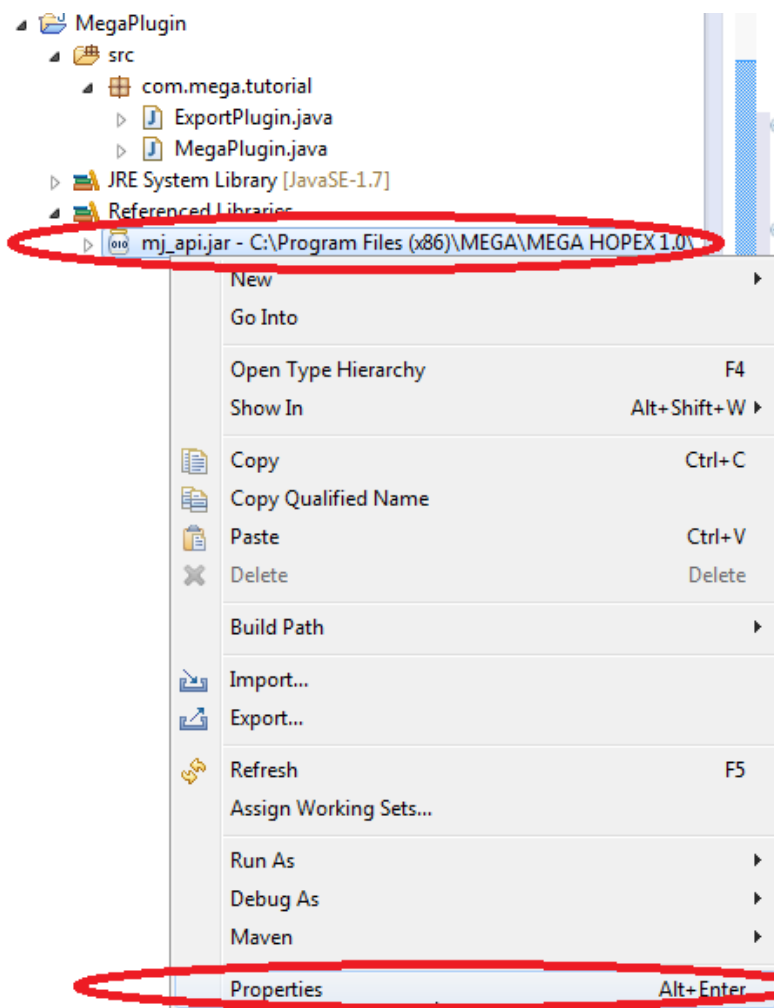 MegaPlugin
src
com.mega.tutorial
ExportPlugin.java
MegaPlugin.java
JRE System Library [JavaSE-1.7]
Referenced Libraries
mj_api.jar - C:\Program Files (x86)\MEGA\MEGA HOPEX 1.0\
New
Go Into
Open Type Hierarchy F4
Show In Alt+Shift+W
Copy Ctrl+C
Copy Qualified Name
Paste Ctrl+V
Delete Delete
Build Path
Import...
Export...
Refresh F5
Assign Working Sets...
Run As
Debug As
Maven
Properties Alt+Enter